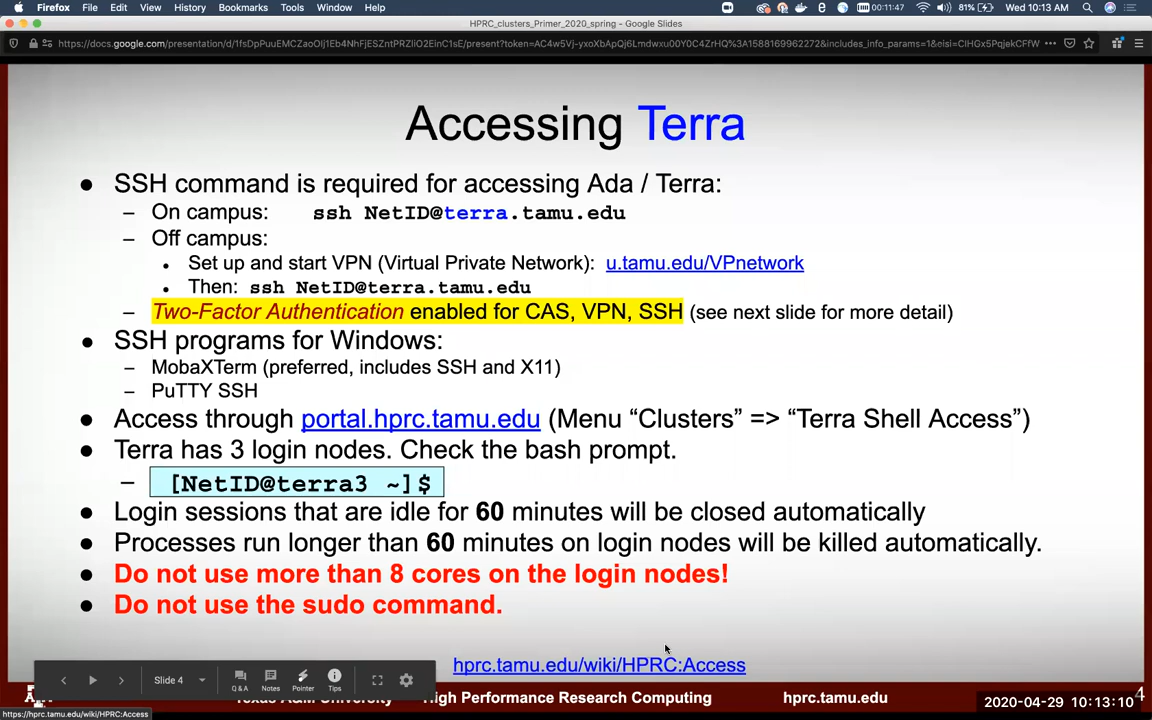 Firefox File Edit View History Bookmarks Tools Window Help 00:11:47 81% Wed 10:13 AM
HPRC_clusters_Primer_2020_spring - Google Slides
Accessing Terra
● SSH command is required for accessing Ada / Terra:
– On campus: ssh NetID@terra.tamu.edu
– Off campus:
• Set up and start VPN (Virtual Private Network): u.tamu.edu/VPnetwork
• Then: ssh NetID@terra.tamu.edu
– Two-Factor Authentication enabled for CAS, VPN, SSH (see next slide for more detail)
● SSH programs for Windows:
– MobaXTerm (preferred, includes SSH and X11)
– PuTTY SSH
● Access through portal.hprc.tamu.edu (Menu “Clusters” => “Terra Shell Access”)
● Terra has 3 login nodes. Check the bash prompt.
– [NetID@terra3 ~]$
● Login sessions that are idle for 60 minutes will be closed automatically
● Processes run longer than 60 minutes on login nodes will be killed automatically.
● Do not use more than 8 cores on the login nodes!
● Do not use the sudo command.
hprc.tamu.edu/wiki/HPRC:Access
Slide 4 Q & A Notes Pointer Tips
High Performance Research Computing hprc.tamu.edu 4
2020-04-29 10:13:10
https://hprc.tamu.edu/wiki/HPRC:Access